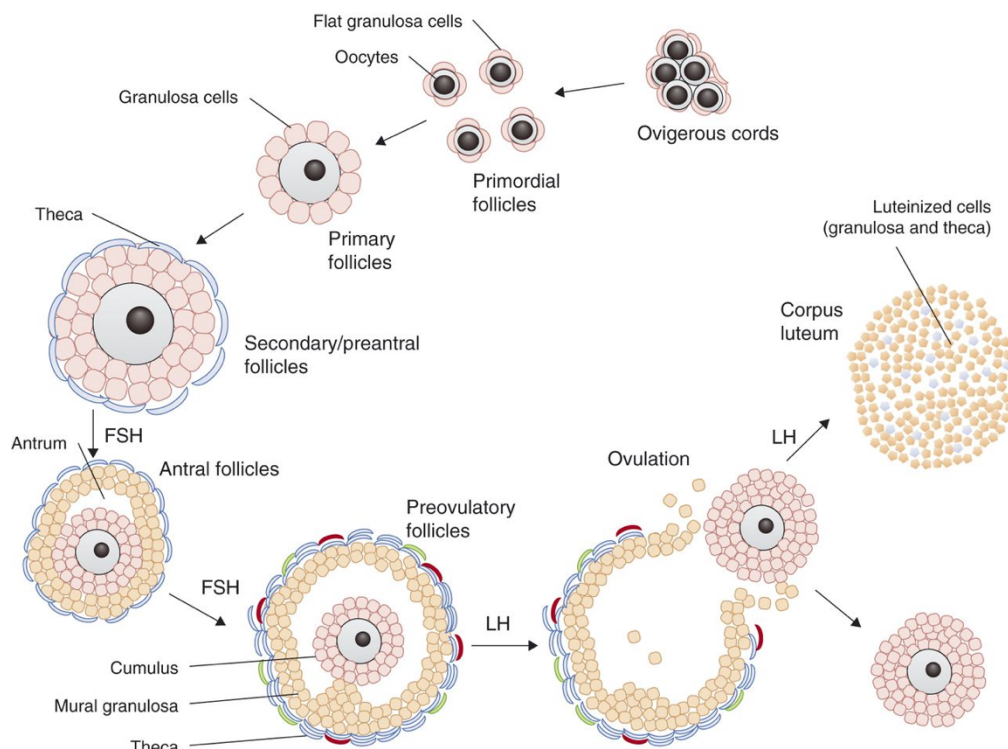 Flat granulosa cells
Oocytes
Granulosa cells
Ovigerous cords
Primordial
follicles
Theca
Primary
follicles
Luteinized cells
(granulosa and theca)
Corpus
luteum
Secondary/preantral
follicles
FSH
Antrum
Antral follicles
LH
Ovulation
Preovulatory
follicles
FSH
LH
Cumulus
Mural granulosa
Theca